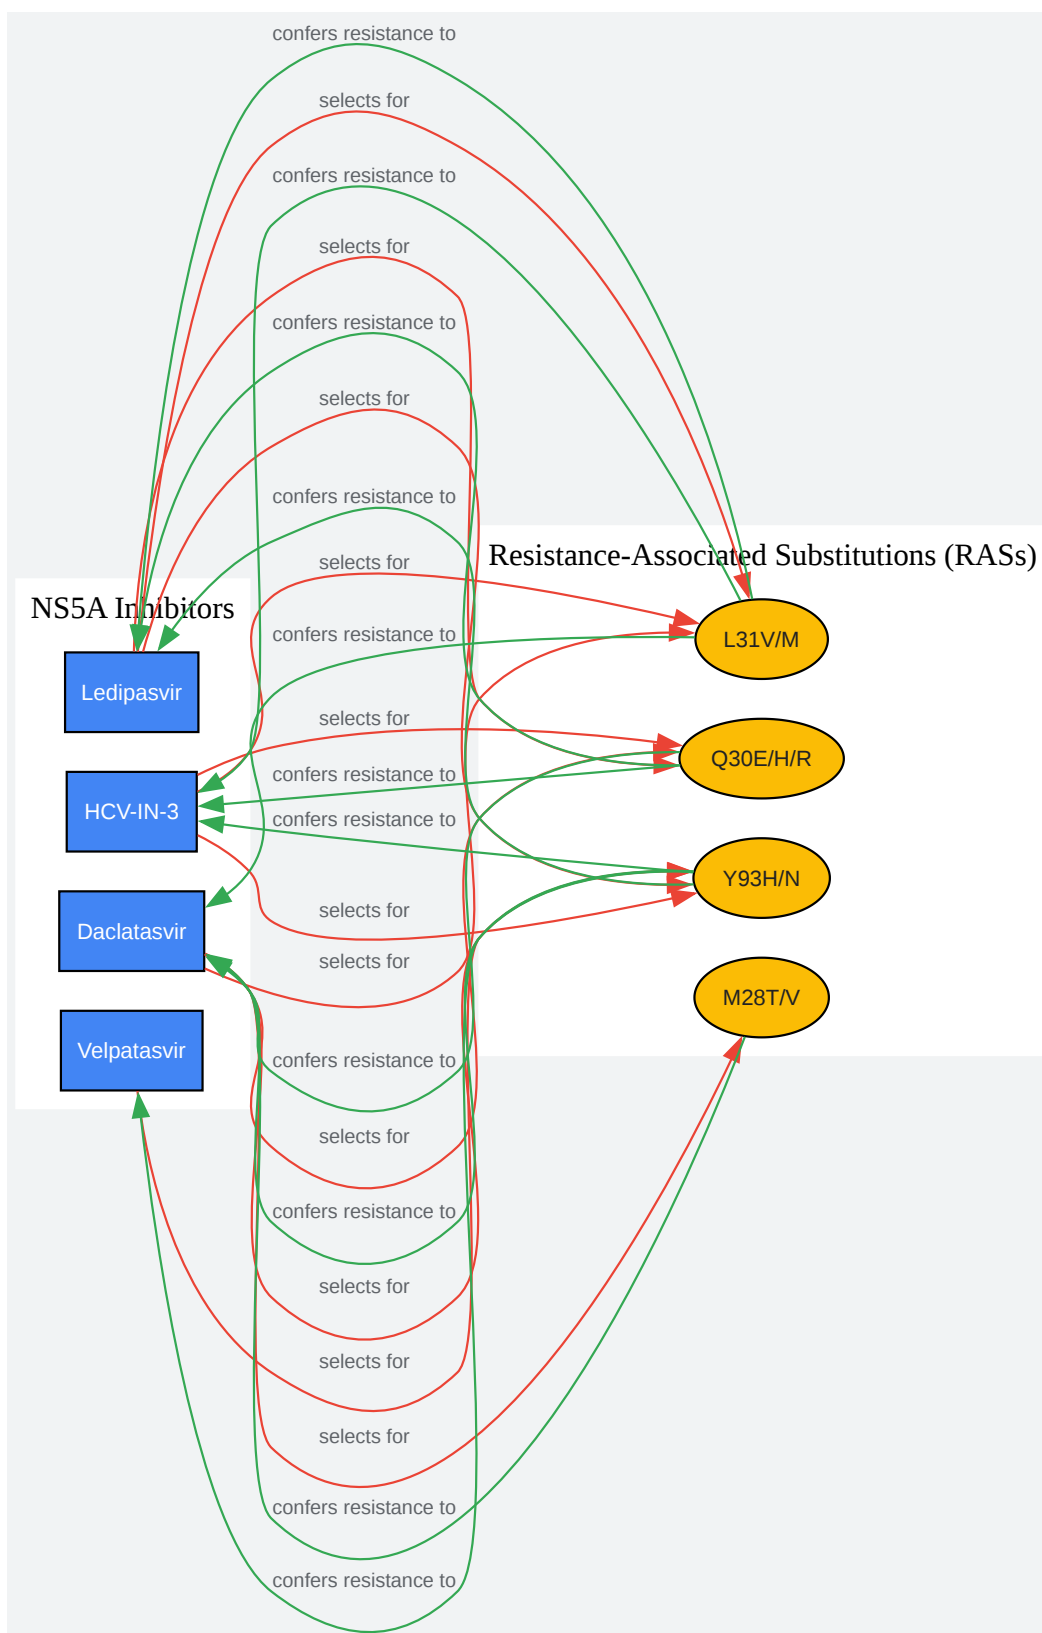 confers resistance to
selects for
confers resistance to
selects for
confers resistance to
selects for
confers resistance to
Resistance-Associated Substitutions (RASs)
selects for
NS5A Inhibitors
confers resistance to
L31V/M
Ledipasvir
selects for
Q30E/H/R
confers resistance to
HCV-IN-3
confers resistance to
Y93H/N
selects for
Daclatasvir
selects for
M28T/V
Velpatasvir
confers resistance to
selects for
confers resistance to
selects for
selects for
selects for
confers resistance to
confers resistance to